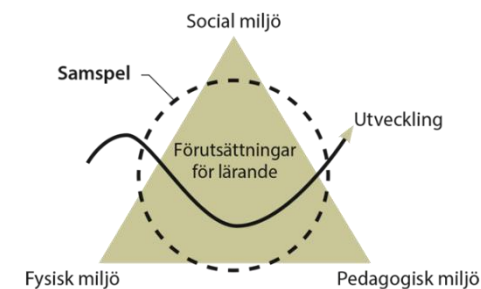 Social miljö
Samspel
Utveckling
Förutsättningar
för lärande
Fysisk miljö
Pedagogisk miljö